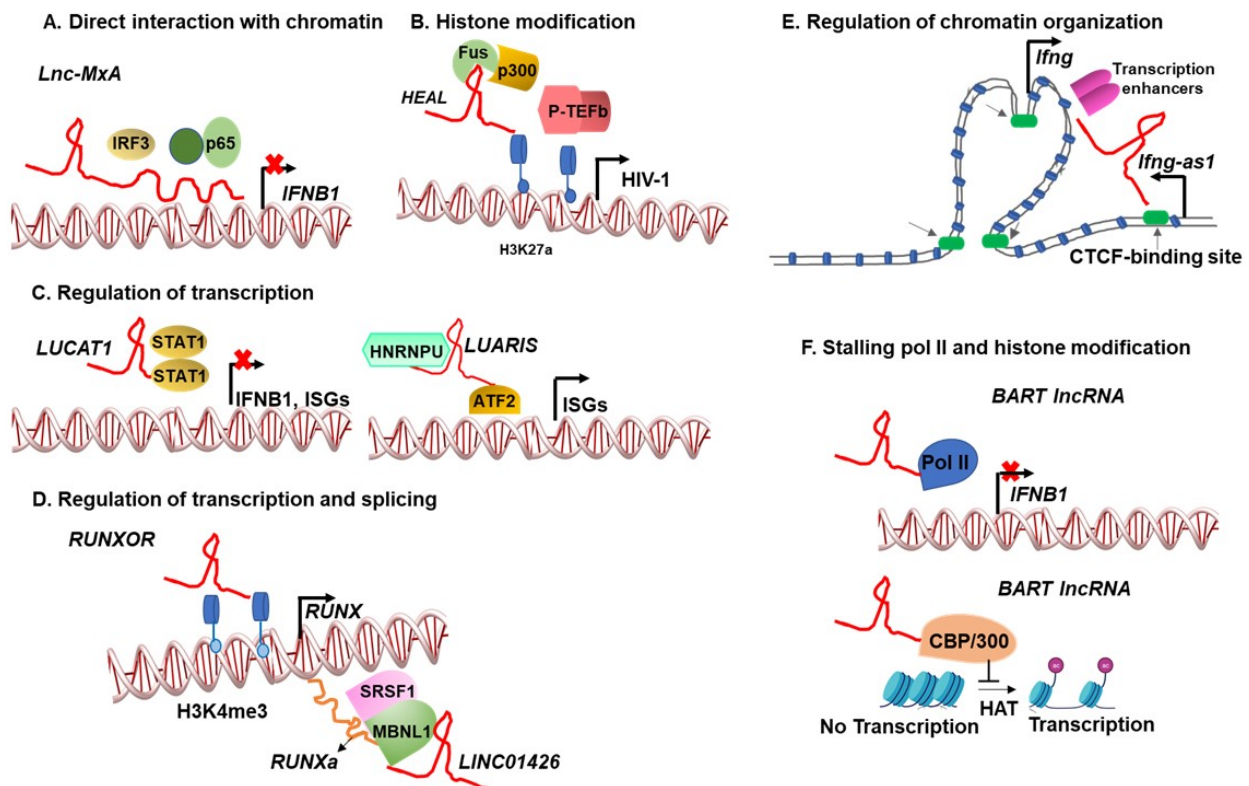 A. Direct interaction with chromatin
Lnc-MxA
IRF3
p65
IFNB1
B. Histone modification
Fus
p300
HEAL
P-TEFb
HIV-1
H3K27a
C. Regulation of transcription
LUCAT1
STAT1
STAT1
IFNB1, ISGs
HNRNPU
LUARIS
ATF2
ISGs
D. Regulation of transcription and splicing
RUNXOR
RUNX
H3K4me3
SRSF1
MBNL1
RUNXa
LINC01426
E. Regulation of chromatin organization
Ifng
Transcription
enhancers
Ifng-as1
CTCF-binding site
F. Stalling pol II and histone modification
BART lncRNA
Pol II
IFNB1
BART lncRNA
CBP/300
HAT
No Transcription
Transcription